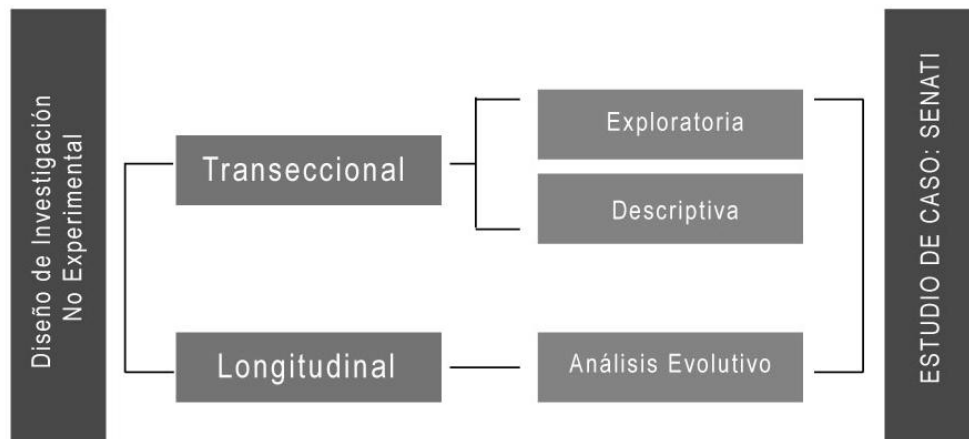 Diseño de Investigación
No Experimental
Transeccional
Exploratoria
Descriptiva
Longitudinal
Análisis Evolutivo
ESTUDIO DE CASO: SENATI